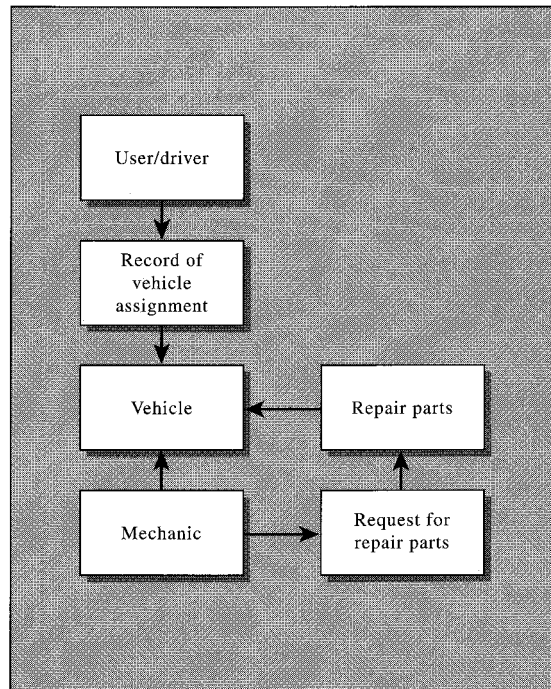 User/driver
Record of
vehicle
assignment
Vehicle
Repair parts
Mechanic
Request for
repair parts